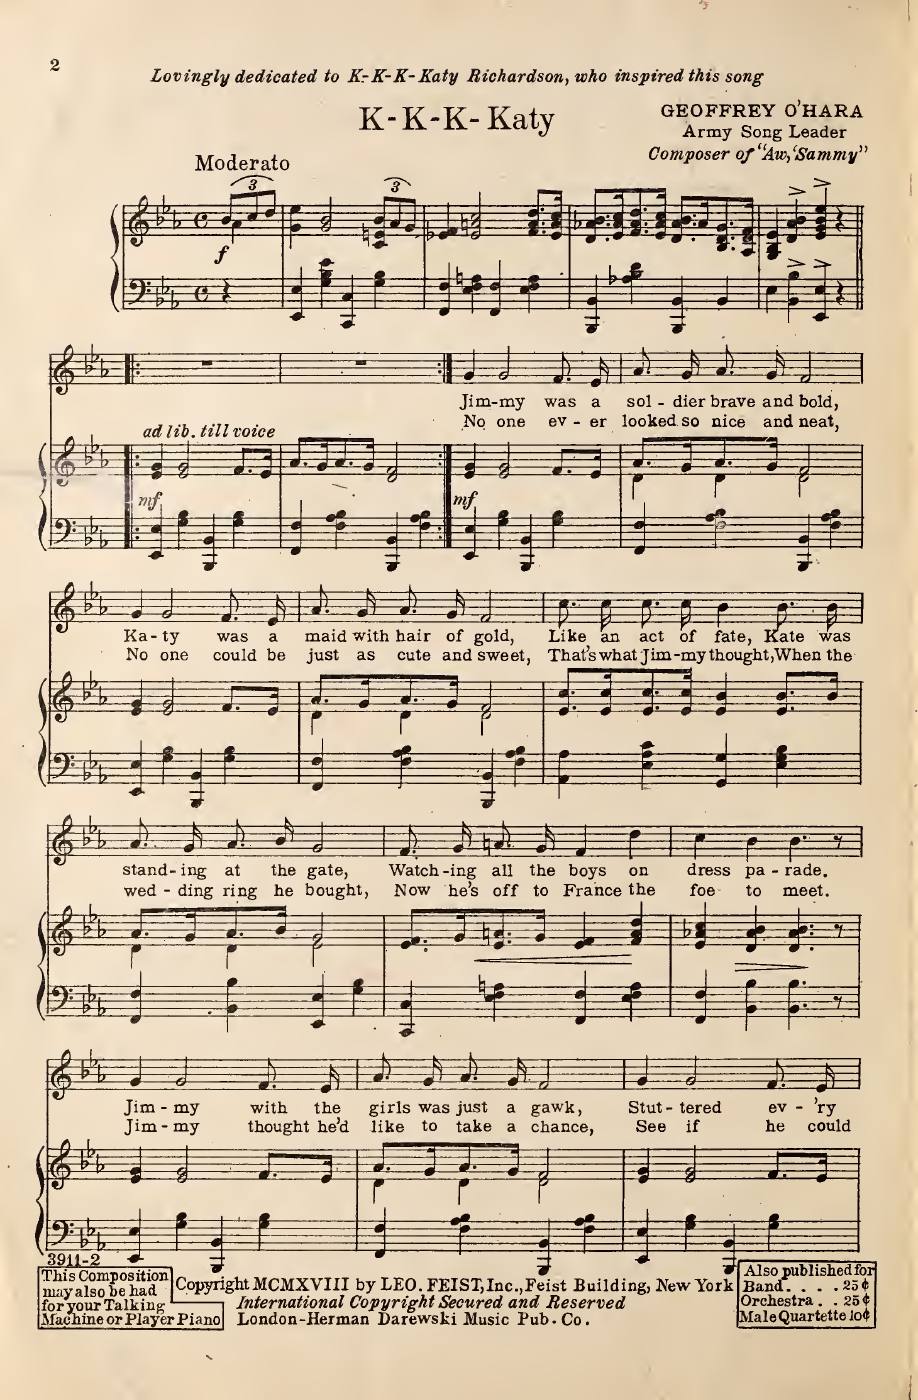 2
Lovingly dedicated to K-K-K-Katy Richardson, who inspired this song
K-K-K-Katy
GEOFFREY O'HARA
Army Song Leader
Composer of "Aw, 'Sammy"
Moderato
3
3
f
Jim-my was a sol-dier brave and bold,
No one ev-er looked so nice and neat,
ad lib. till voice
mf
mf
Ka-ty was a maid with hair of gold, Like an act of fate, Kate was
No one could be just as cute and sweet, That's what Jim-my thought, When the
stand-ing at the gate, Watch-ing all the boys on dress pa-rade.
wed-ding ring he bought, Now he's off to France the foe to meet.
Jim-my with the girls was just a gawk, Stut-tered ev-'ry
Jim-my thought he'd like to take a chance, See if he could
3911-2
This Composition
may also be had
for your Talking
Machine or Player Piano
Copyright MCMXVIII by LEO. FEIST, Inc., Feist Building, New York
International Copyright Secured and Reserved
London-Herman Darewski Music Pub. Co.
Also published for
Band. . . . . 25¢
Orchestra . . 25¢
Male Quartette 10¢